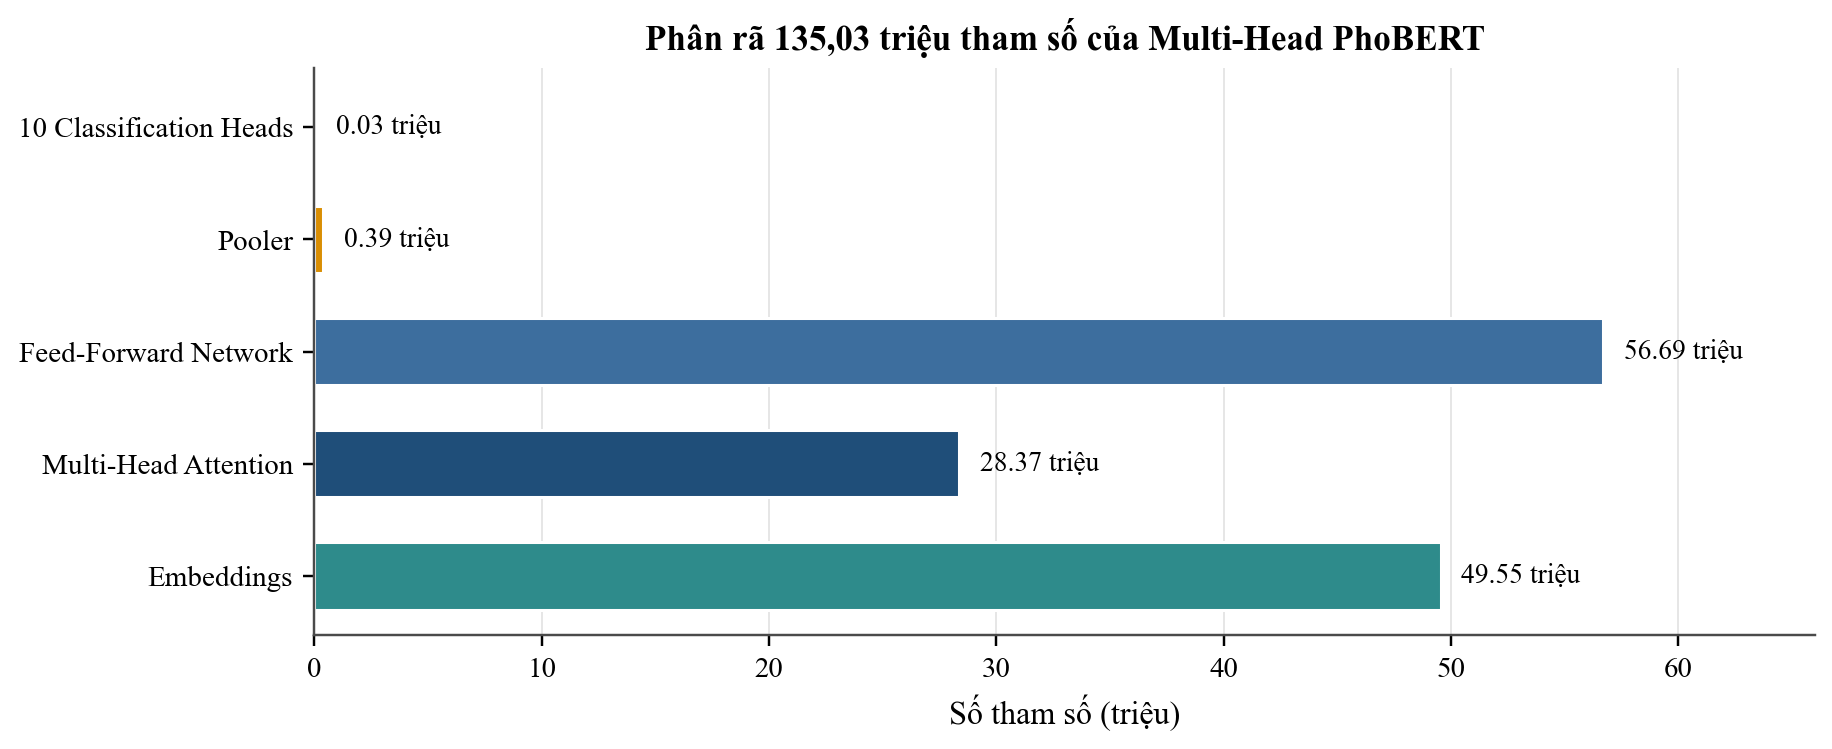 Phân rã 135,03 triệu tham số của Multi-Head PhoBERT
10 Classification Heads 0.03 triệu
Pooler 0.39 triệu
Feed-Forward Network 56.69 triệu
Multi-Head Attention 28.37 triệu
Embeddings 49.55 triệu
0 10 20 30 40 50 60
Số tham số (triệu)